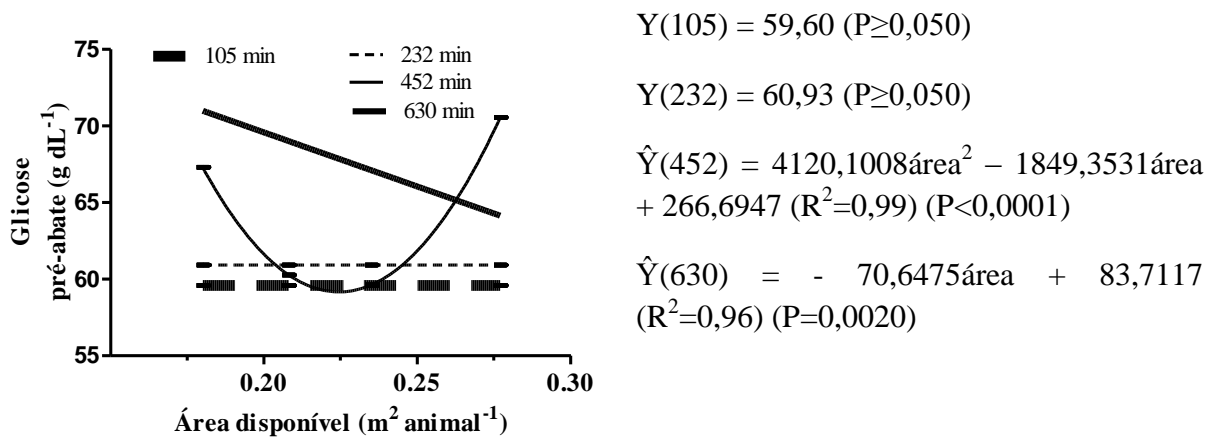 75
70
65
60
55
0.20
0.25
0.30
Glicose
pré-abate (g dL⁻¹)
Área disponível (m² animal⁻¹)
105 min
232 min
452 min
630 min
Y(105) = 59,60 (P≥0,050)
Y(232) = 60,93 (P≥0,050)
Ŷ(452) = 4120,1008área² – 1849,3531área
+ 266,6947 (R²=0,99) (P<0,0001)
Ŷ(630) = - 70,6475área + 83,7117
(R²=0,96) (P=0,0020)